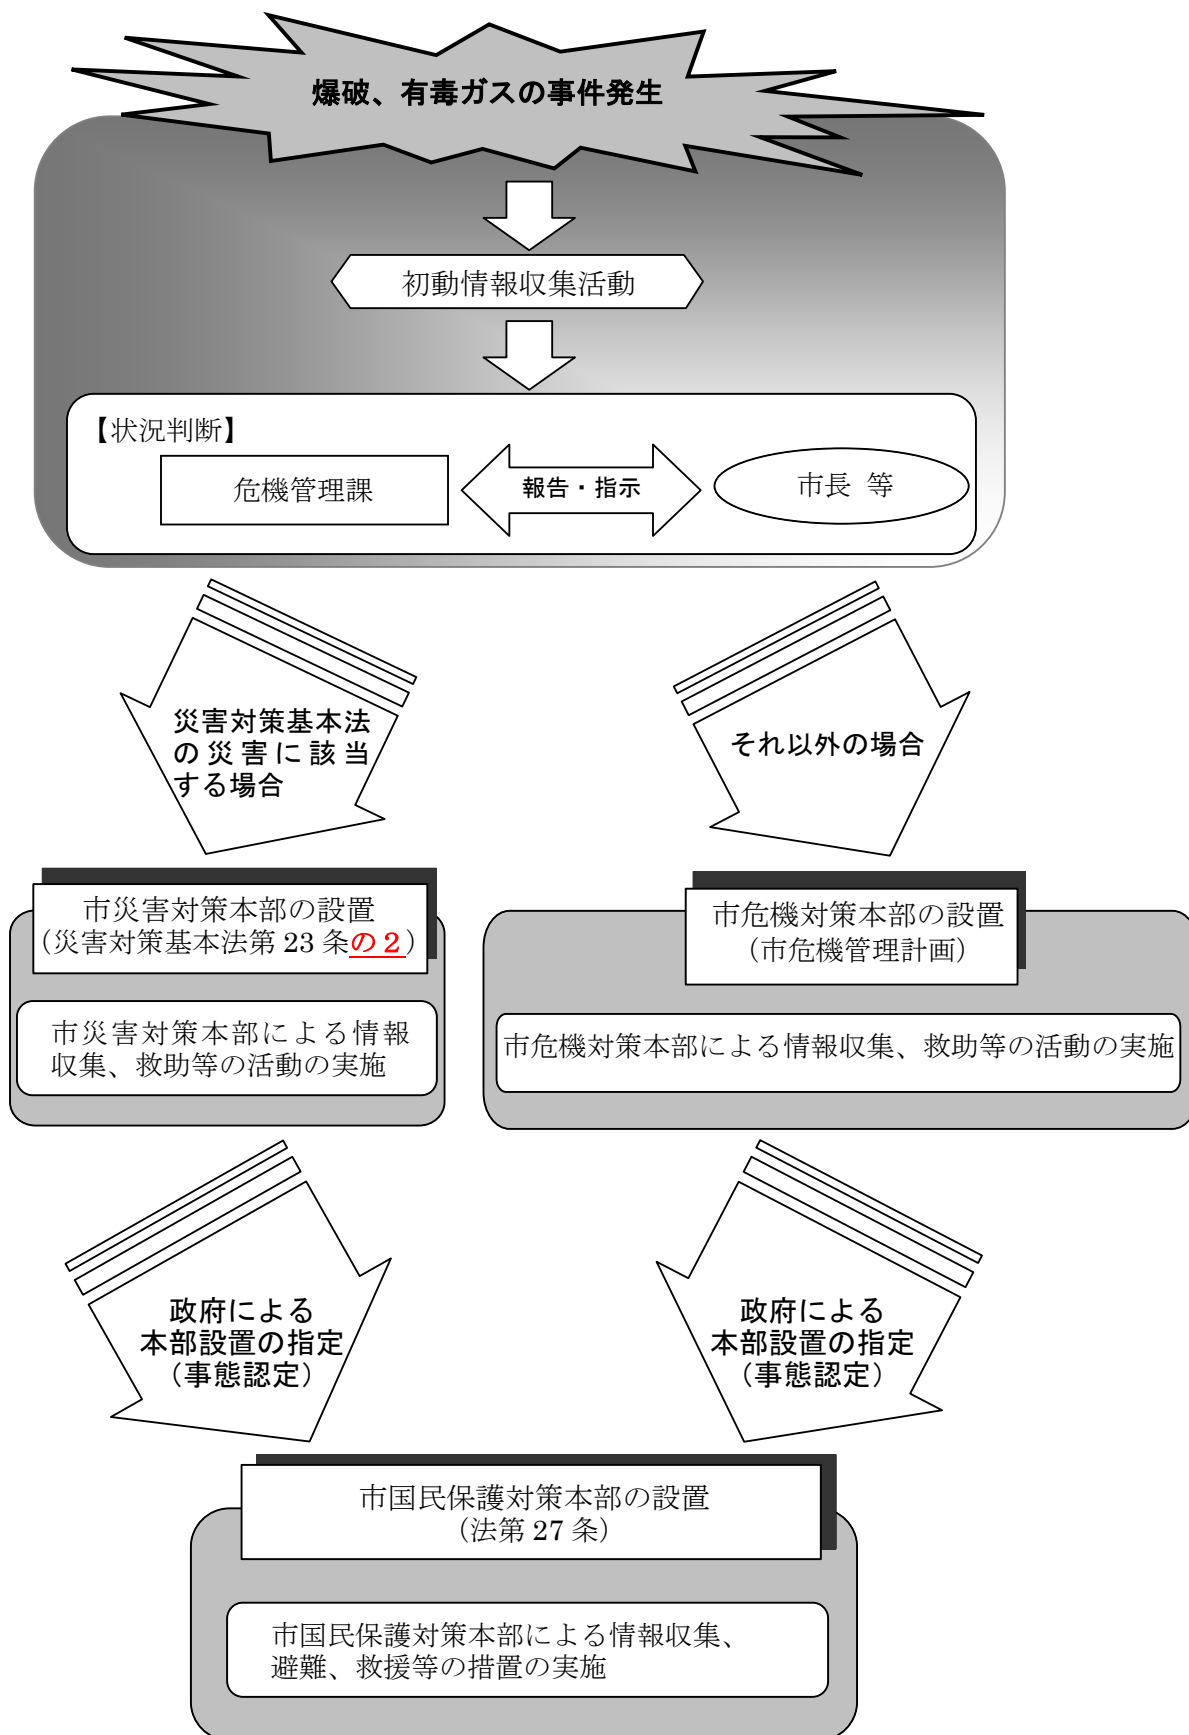 爆破、有毒ガスの事件発生
初動情報収集活動
【状況判断】
危機管理課
報告・指示
市長 等
災害対策基本法
の災害に該当
する場合
それ以外の場合
市災害対策本部の設置
（災害対策基本法第 23 条の２）
市災害対策本部による情報
収集、救助等の活動の実施
市危機対策本部の設置
（市危機管理計画）
市危機対策本部による情報収集、救助等の活動の実施
政府による
本部設置の指定
（事態認定）
政府による
本部設置の指定
（事態認定）
市国民保護対策本部の設置
（法第 27 条）
市国民保護対策本部による情報収集、
避難、救援等の措置の実施